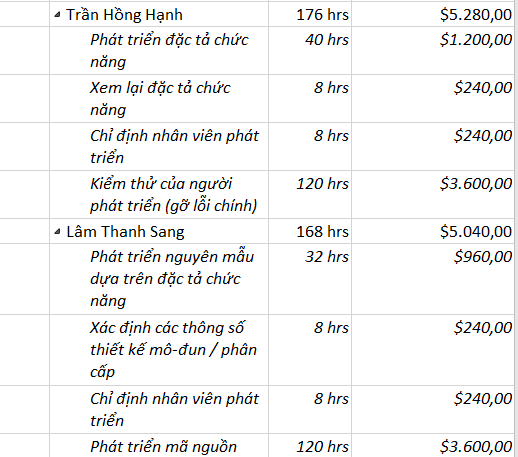 Trần Hồng Hạnh 176 hrs $5.280,00
Phát triển đặc tả chức 40 hrs $1.200,00
năng
Xem lại đặc tả chức 8 hrs $240,00
năng
Chỉ định nhân viên phát 8 hrs $240,00
triển
Kiểm thử của người 120 hrs $3.600,00
phát triển (gỡ lỗi chính)
Lâm Thanh Sang 168 hrs $5.040,00
Phát triển nguyên mẫu 32 hrs $960,00
dựa trên đặc tả chức
năng
Xác định các thông số 8 hrs $240,00
thiết kế mô-đun / phân
cấp
Chỉ định nhân viên phát 8 hrs $240,00
triển
Phát triển mã nguồn 120 hrs $3.600,00